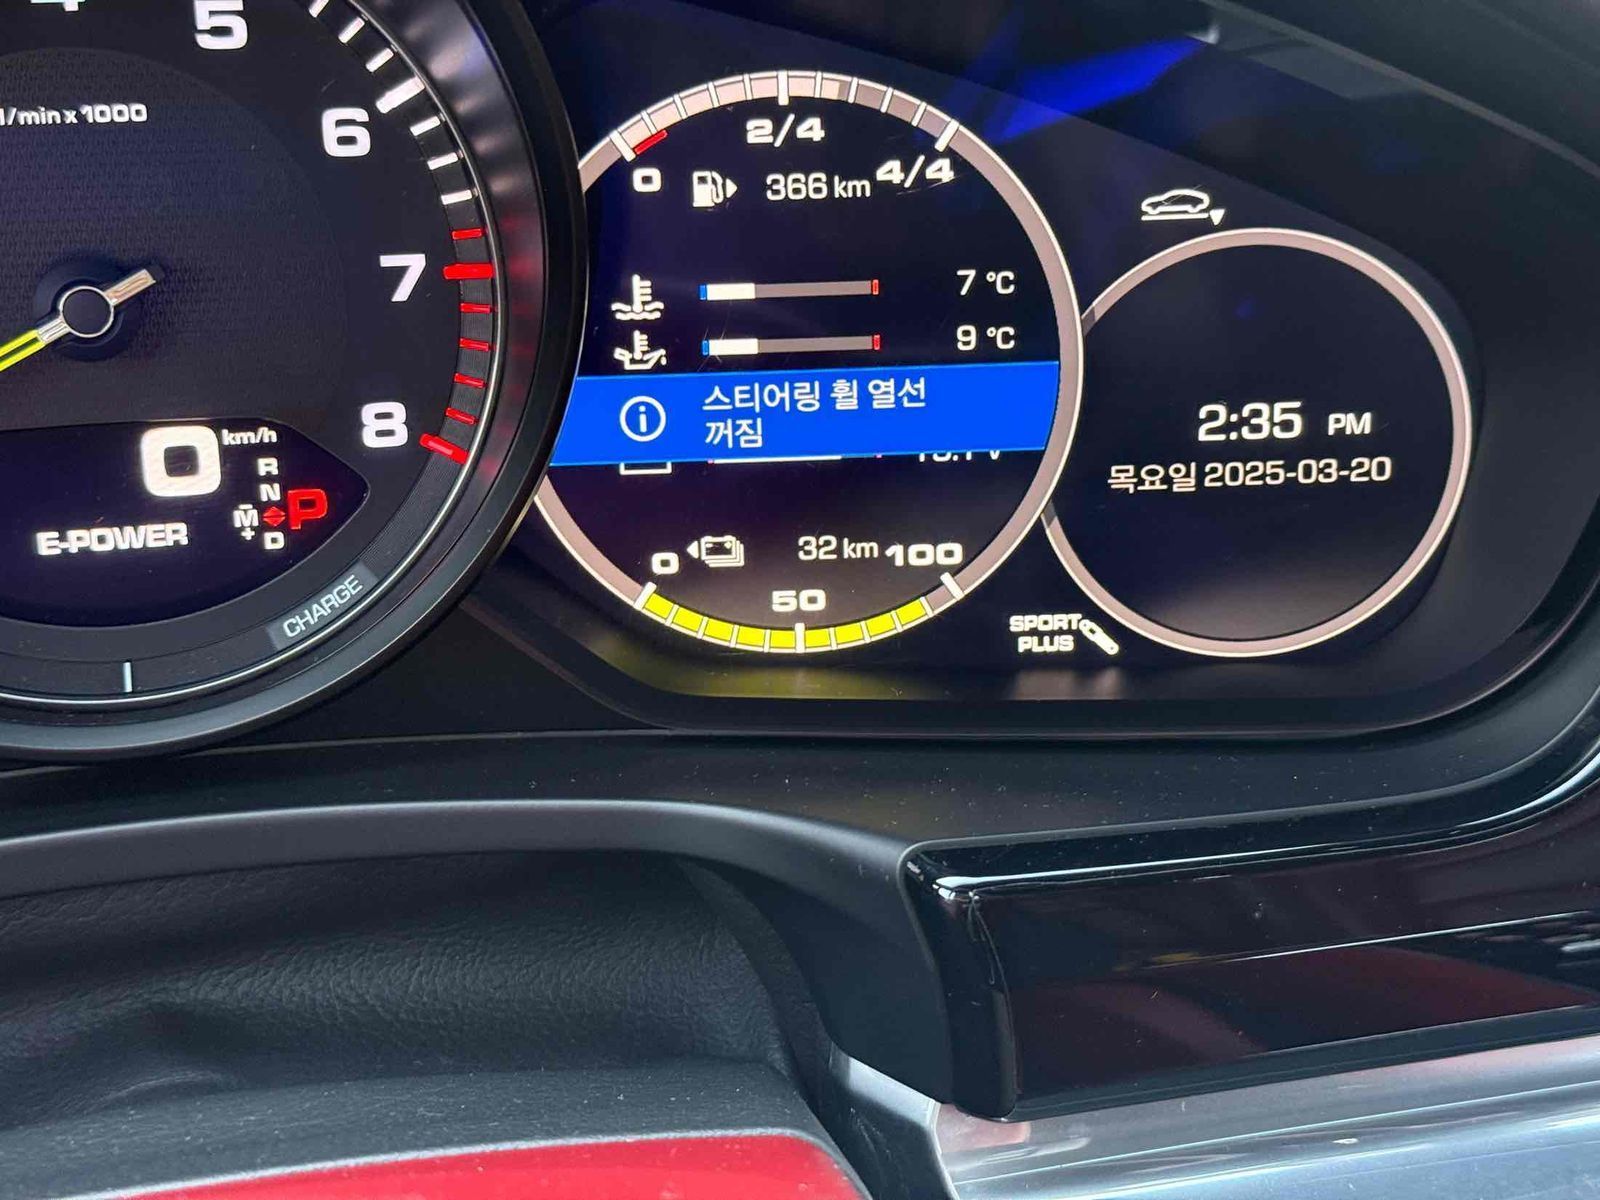 5
1/min x 1000
6
7
8
0 km/h
R
N
M
+
P
D
E-POWER
CHARGE
2/4
0
4/4
366 km
7 °C
9 °C
스티어링 휠 열선
꺼짐
32 km
0
100
50
2:35 PM
목요일 2025-03-20
SPORT
PLUS